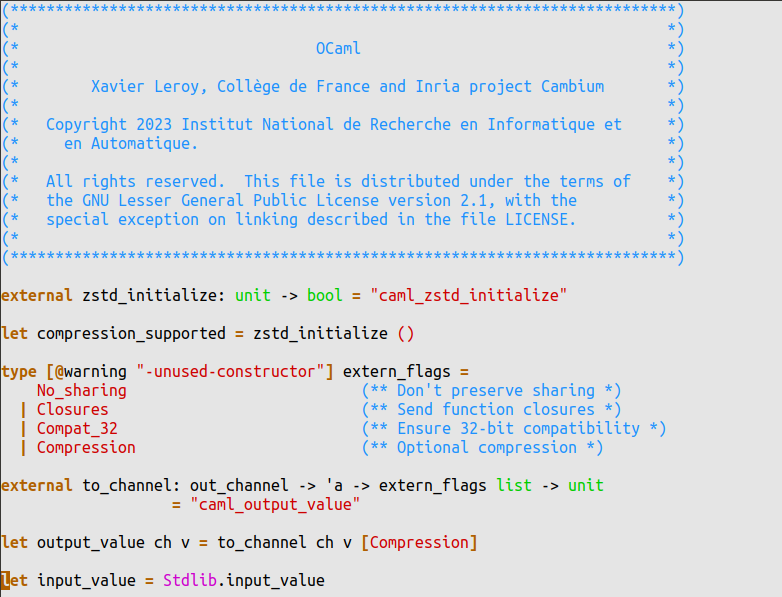 (**************************************************************************)
(*                                                                        *)
(*                                 OCaml                                  *)
(*                                                                        *)
(*        Xavier Leroy, Collège de France and Inria project Cambium       *)
(*                                                                        *)
(*   Copyright 2023 Institut National de Recherche en Informatique et     *)
(*     en Automatique.                                                    *)
(*                                                                        *)
(*   All rights reserved.  This file is distributed under the terms of    *)
(*   the GNU Lesser General Public License version 2.1, with the          *)
(*   special exception on linking described in the file LICENSE.          *)
(*                                                                        *)
(**************************************************************************)

external zstd_initialize: unit -> bool = "caml_zstd_initialize"

let compression_supported = zstd_initialize ()

type [@warning "-unused-constructor"] extern_flags =
    No_sharing                          (** Don't preserve sharing *)
  | Closures                            (** Send function closures *)
  | Compat_32                           (** Ensure 32-bit compatibility *)
  | Compression                         (** Optional compression *)

external to_channel: out_channel -> 'a -> extern_flags list -> unit
                   = "caml_output_value"

let output_value ch v = to_channel ch v [Compression]

let input_value = Stdlib.input_value